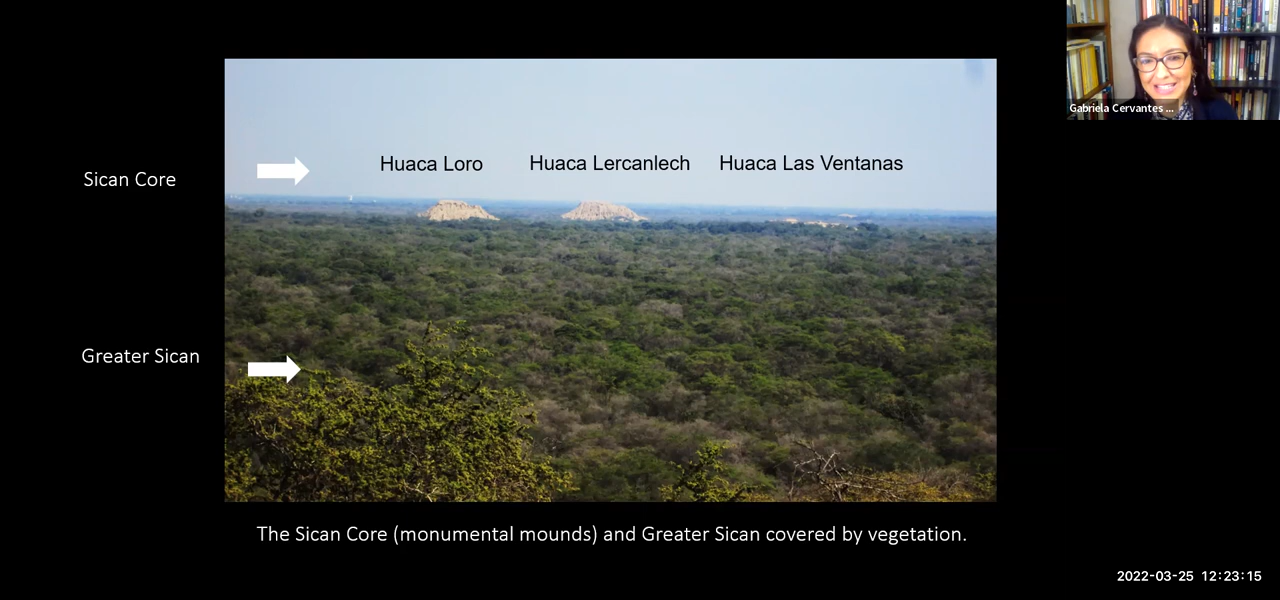 Gabriela Cervantes ...
Huaca Loro
Huaca Lercanlech
Huaca Las Ventanas
Sican Core
Greater Sican
The Sican Core (monumental mounds) and Greater Sican covered by vegetation.
2022-03-25 12:23:15